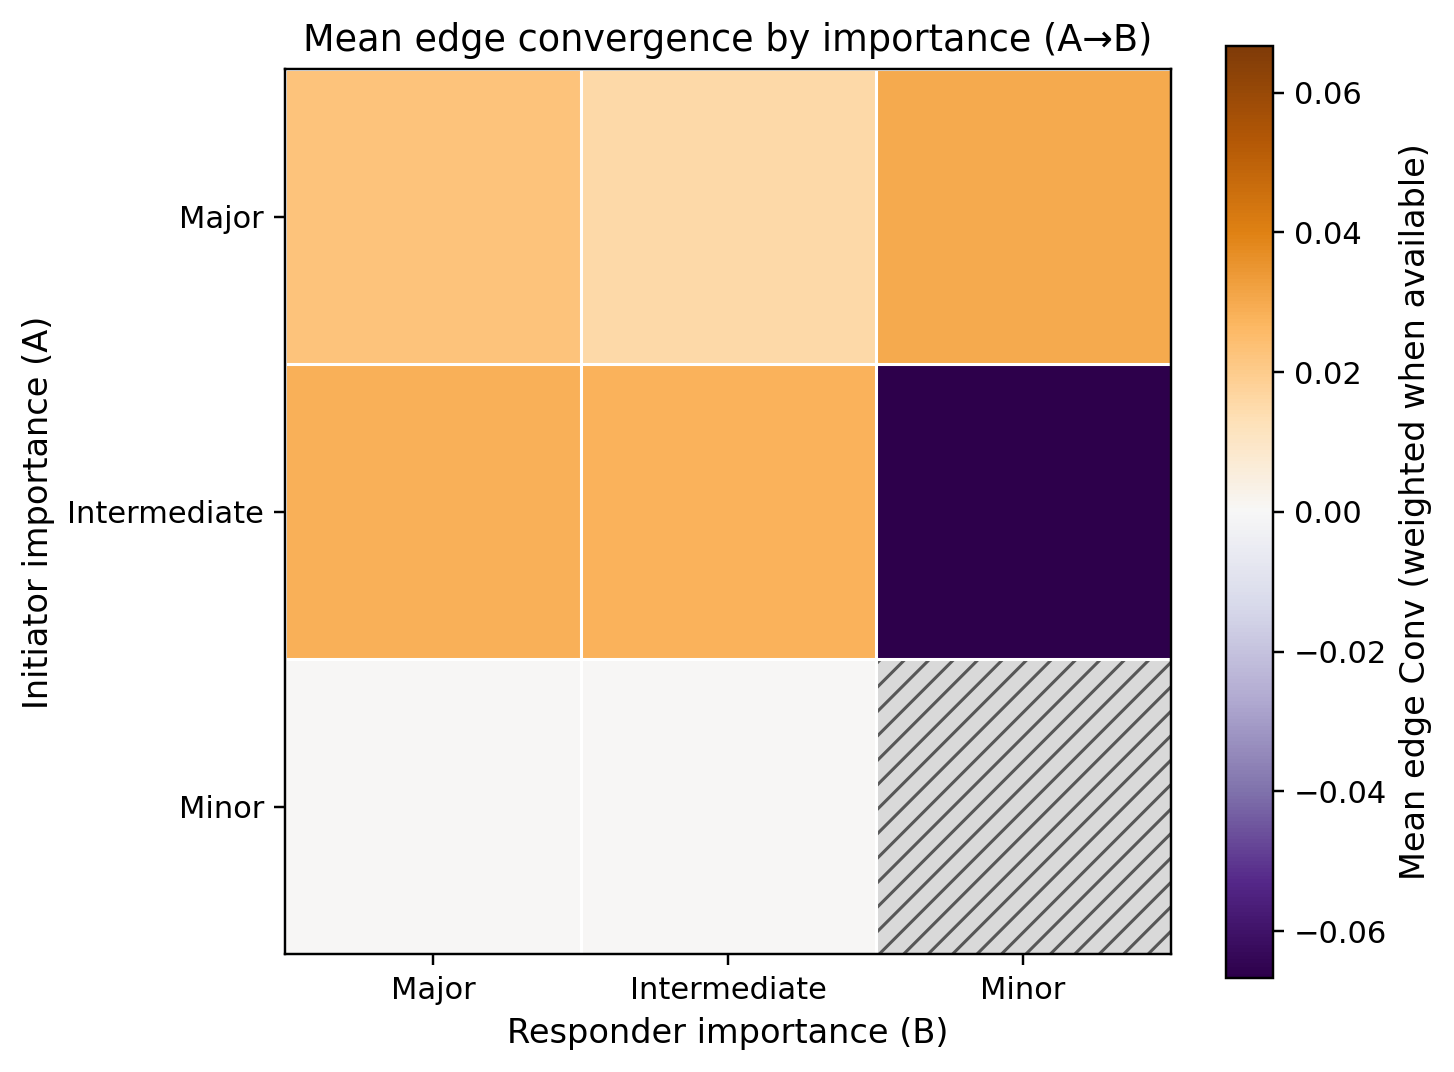 Mean edge convergence by importance (A→B)
Initiator importance (A)
Major
Intermediate
Minor
Major
Intermediate
Minor
Responder importance (B)
0.06
0.04
0.02
0.00
−0.02
−0.04
−0.06
Mean edge Conv (weighted when available)